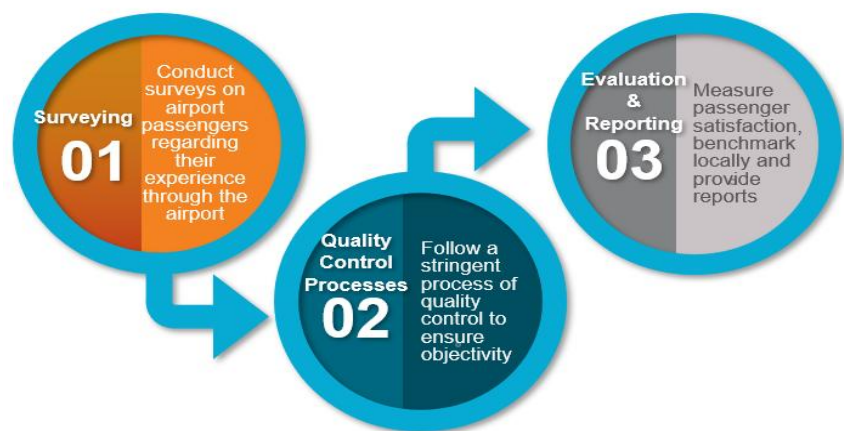 Surveying
01
Conduct
surveys on
airport
passengers
regarding
their
experience
through the
airport
Quality
Control
Processes
02
Follow a
stringent
process of
quality
control to
ensure
objectivity
Evaluation
&
Reporting
03
Measure
passenger
satisfaction,
benchmark
locally and
provide
reports